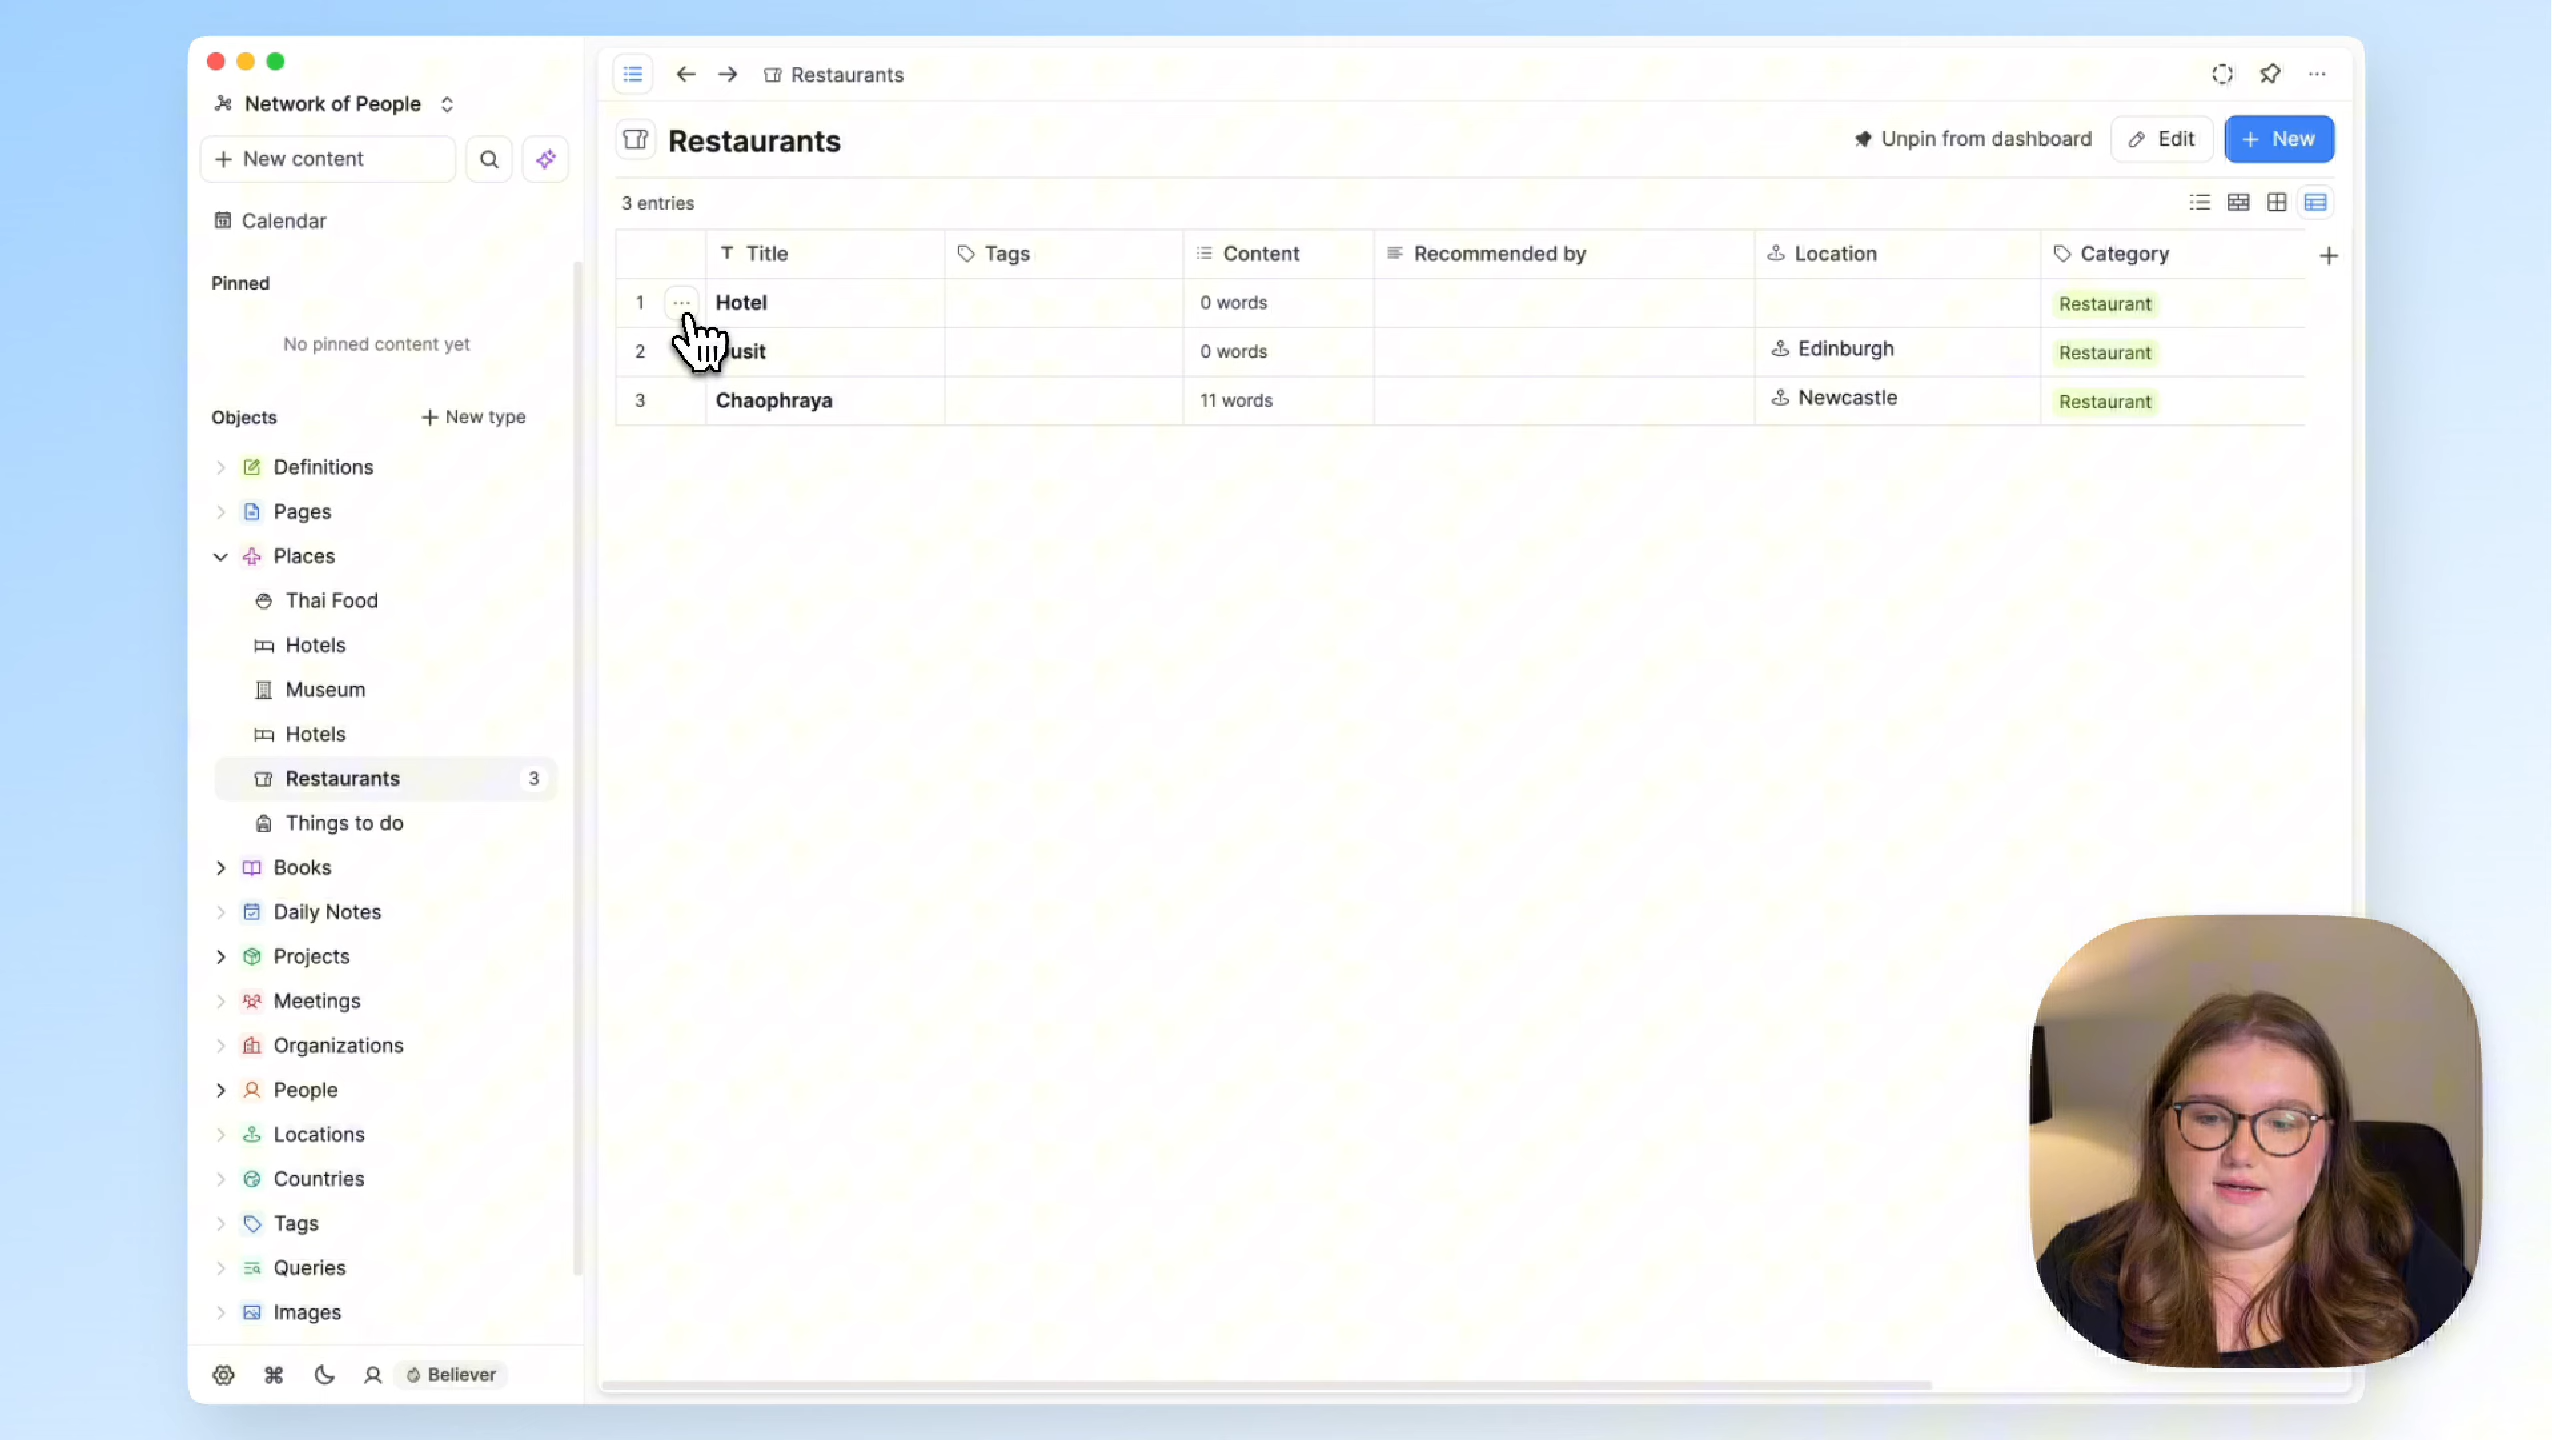 Network of People
New content
Calendar
Pinned
No pinned content yet
Objects
New type
Definitions
Pages
Places
Thai Food
Hotels
Museum
Hotels
Restaurants 3
Things to do
Books
Daily Notes
Projects
Meetings
Organizations
People
Locations
Countries
Tags
Queries
Images
Believer
Restaurants
Restaurants
Unpin from dashboard
Edit
New
3 entries
Title Tags Content Recommended by Location Category
1 Hotel 0 words Restaurant
2 usit 0 words Edinburgh Restaurant
3 Chaophraya 11 words Newcastle Restaurant